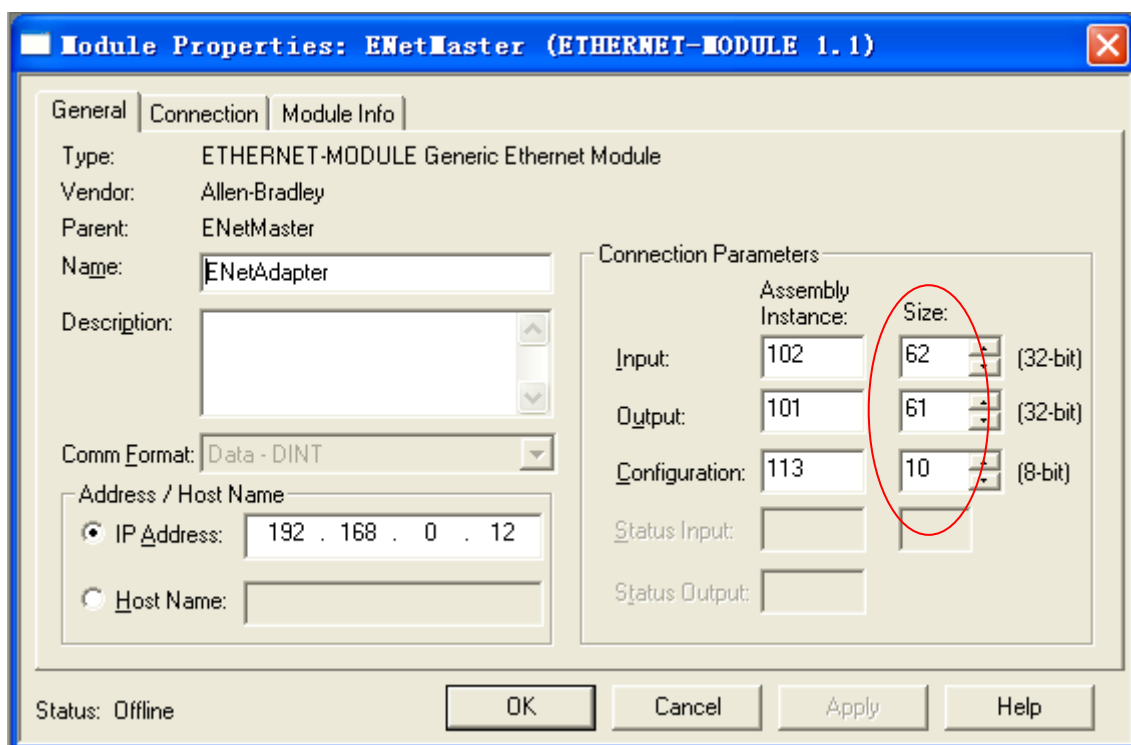 Module Properties: ENetMaster (ETHERNET-MODULE 1.1)
General
Connection
Module Info
Type: ETHERNET-MODULE Generic Ethernet Module
Vendor: Allen-Bradley
Parent: ENetMaster
Name: ENetAdapter
Description:
Comm Format: Data - DINT
Address / Host Name
IP Address: 192 . 168 . 0 . 12
Host Name:
Connection Parameters
Assembly
Instance:
Size:
Input: 102 62 (32-bit)
Output: 101 61 (32-bit)
Configuration: 113 10 (8-bit)
Status Input:
Status Output:
Status: Offline
OK
Cancel
Apply
Help